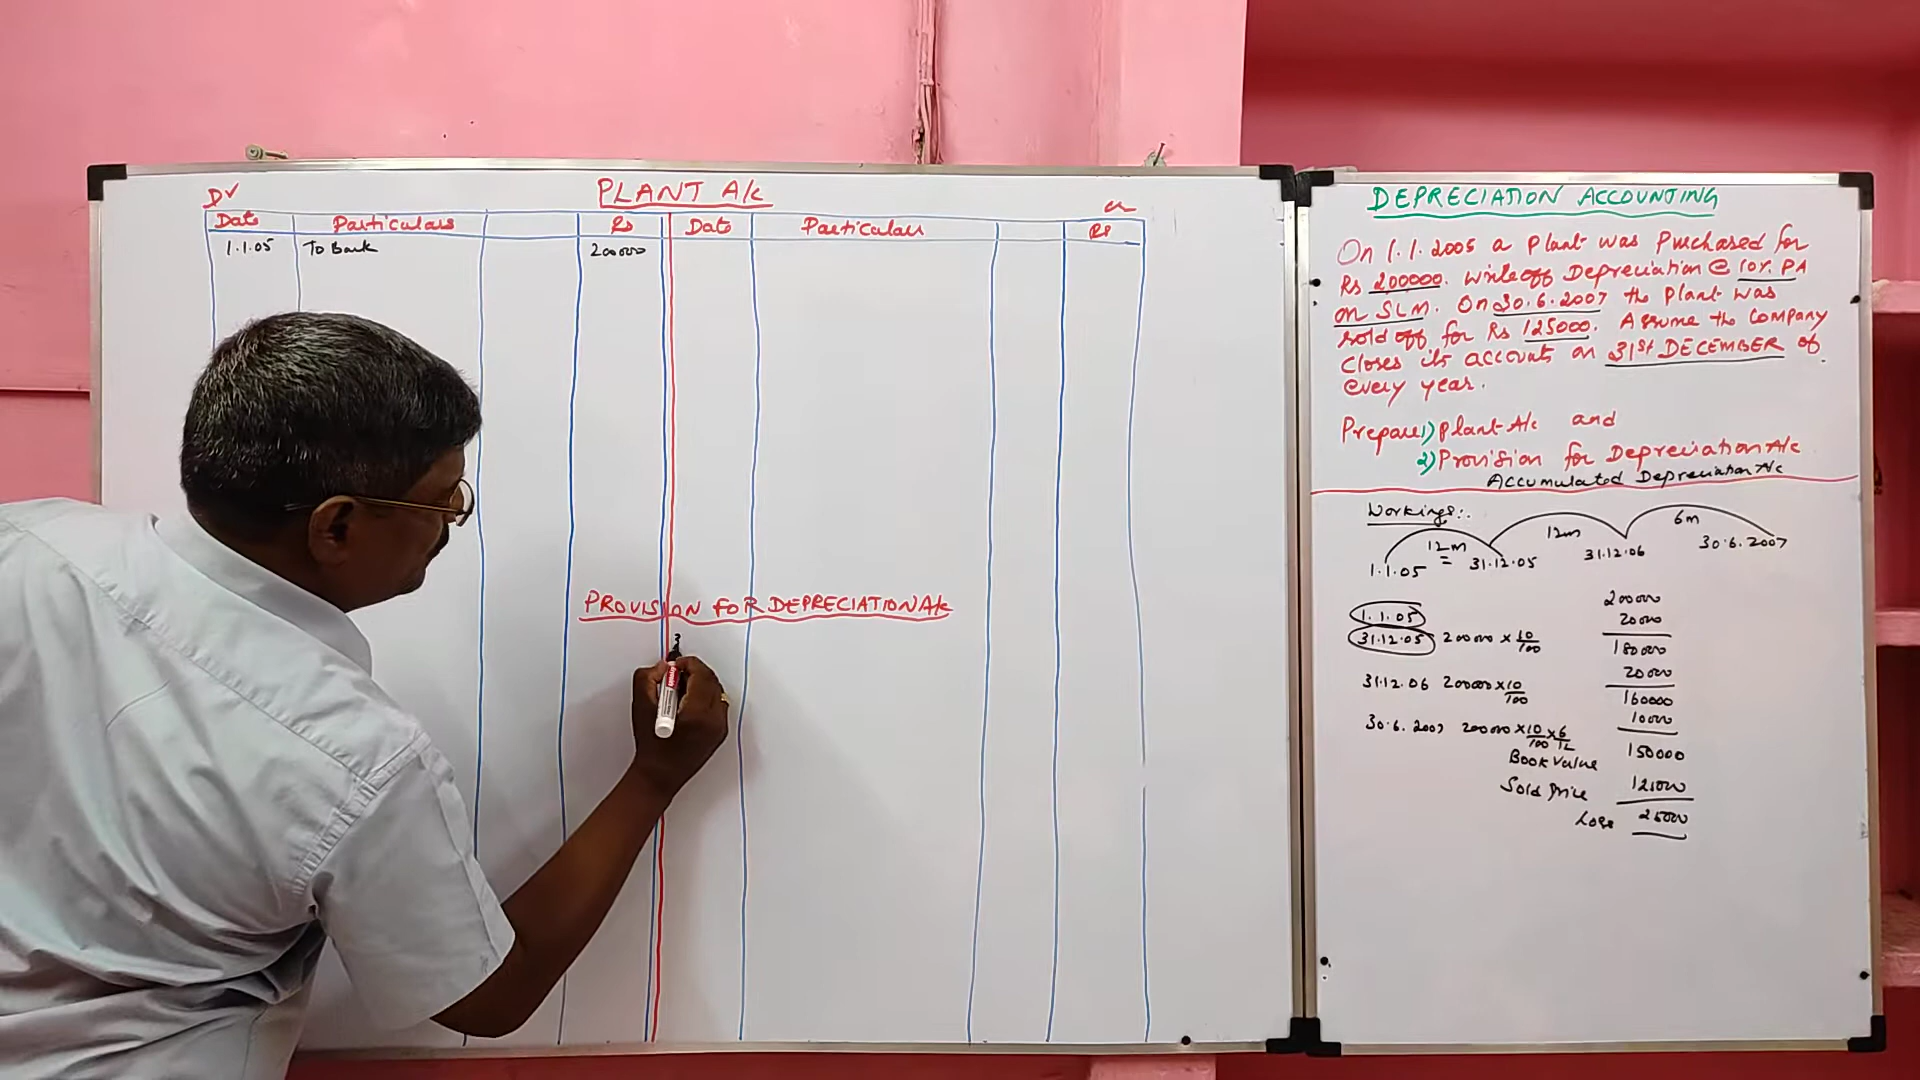 PLANT A/c
Dr
Cr
Date Particulars Rs Date Particulars Rs
1.1.05 To Bank 200000
PROVISION FOR DEPRECIATION A/c
3
DEPRECIATION ACCOUNTING
On 1.1.2005 a Plant was Purchased for
Rs 200000. Write off Depreciation @ 10% PA
on SLM. On 30.6.2007 the Plant was
sold off for Rs 125000. Assume the Company
closes its accounts on 31st DECEMBER of
every year.
Prepare 1) Plant A/c and
2) Provision for Depreciation A/c
Accumulated Depreciation A/c
Workings:.
12m 12m 6m
1.1.05 31.12.05 31.12.06 30.6.2007
200000
1.1.05 20000
31.12.05 200000 × 10/100 180000
20000
31.12.06 200000 × 10/100 160000
10000
30.6.2007 200000 × 10/100 × 6/12
Book Value 150000
Sold Price 125000
Loss 25000